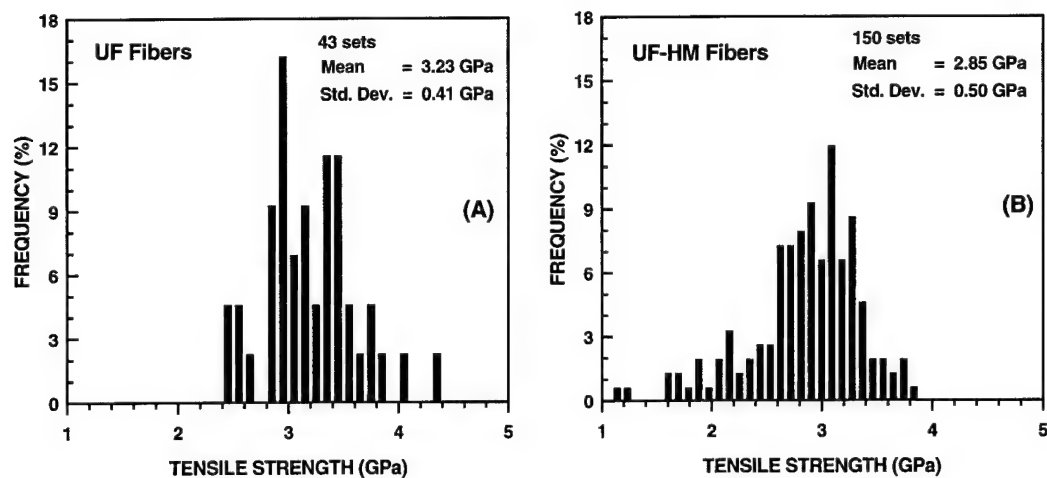 UF Fibers
43 sets
Mean = 3.23 GPa
Std. Dev. = 0.41 GPa
(A)
FREQUENCY (%)
18
15
12
9
6
3
0
1 2 3 4 5
TENSILE STRENGTH (GPa)
UF-HM Fibers
150 sets
Mean = 2.85 GPa
Std. Dev. = 0.50 GPa
(B)
FREQUENCY (%)
18
15
12
9
6
3
0
1 2 3 4 5
TENSILE STRENGTH (GPa)